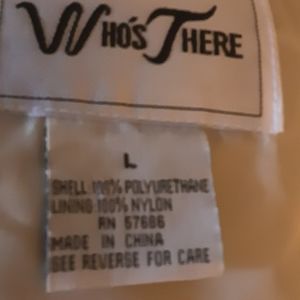 WHO'S THERE
L
SHELL 100% POLYURETHANE
LINING 100% NYLON
RN 57686
MADE IN CHINA
SEE REVERSE FOR CARE